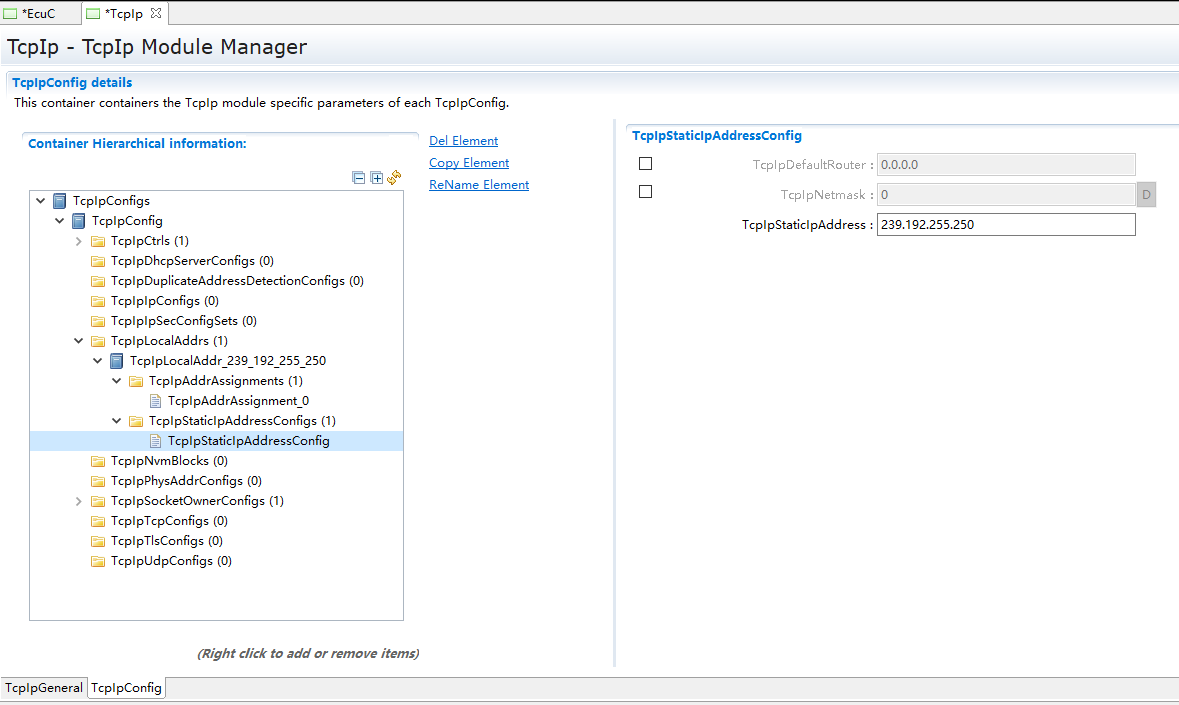 *EcuC
*TcpIp
TcpIp - TcpIp Module Manager
TcpIpConfig details
This container containers the TcpIp module specific parameters of each TcpIpConfig.
Container Hierarchical information:
Del Element
Copy Element
ReName Element
TcpIpConfigs
TcpIpConfig
TcpIpCtrls (1)
TcpIpDhcpServerConfigs (0)
TcpIpDuplicateAddressDetectionConfigs (0)
TcpIpIpConfigs (0)
TcpIpIpSecConfigSets (0)
TcpIpLocalAddrs (1)
TcpIpLocalAddr_239_192_255_250
TcpIpAddrAssignments (1)
TcpIpAddrAssignment_0
TcpIpStaticIpAddressConfigs (1)
TcpIpStaticIpAddressConfig
TcpIpNvmBlocks (0)
TcpIpPhysAddrConfigs (0)
TcpIpSocketOwnerConfigs (1)
TcpIpTcpConfigs (0)
TcpIpTlsConfigs (0)
TcpIpUdpConfigs (0)
(Right click to add or remove items)
TcpIpStaticIpAddressConfig
TcpIpDefaultRouter : 0.0.0.0
TcpIpNetmask : 0 D
TcpIpStaticIpAddress : 239.192.255.250
TcpIpGeneral TcpIpConfig